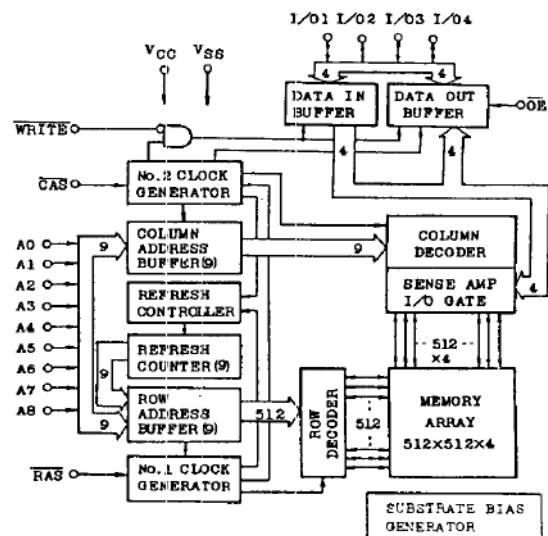 I/O1 I/O2 I/O3 I/O4
VCC
VSS
4
4
DATA IN
BUFFER
DATA OUT
BUFFER
OE
WRITE
4
4
CAS
No.2 CLOCK
GENERATOR
A0
A1
A2
A3
A4
A5
A6
A7
A8
9
COLUMN
ADDRESS
BUFFER(9)
9
COLUMN
DECODER
SENSE AMP
I/O GATE
4
REFRESH
CONTROLLER
REFRESH
COUNTER(9)
512
×4
9
9
ROW
ADDRESS
BUFFER(9)
512
ROW
DECODER
512
MEMORY
ARRAY
512×512×4
RAS
No.1 CLOCK
GENERATOR
SUBSTRATE BIAS
GENERATOR